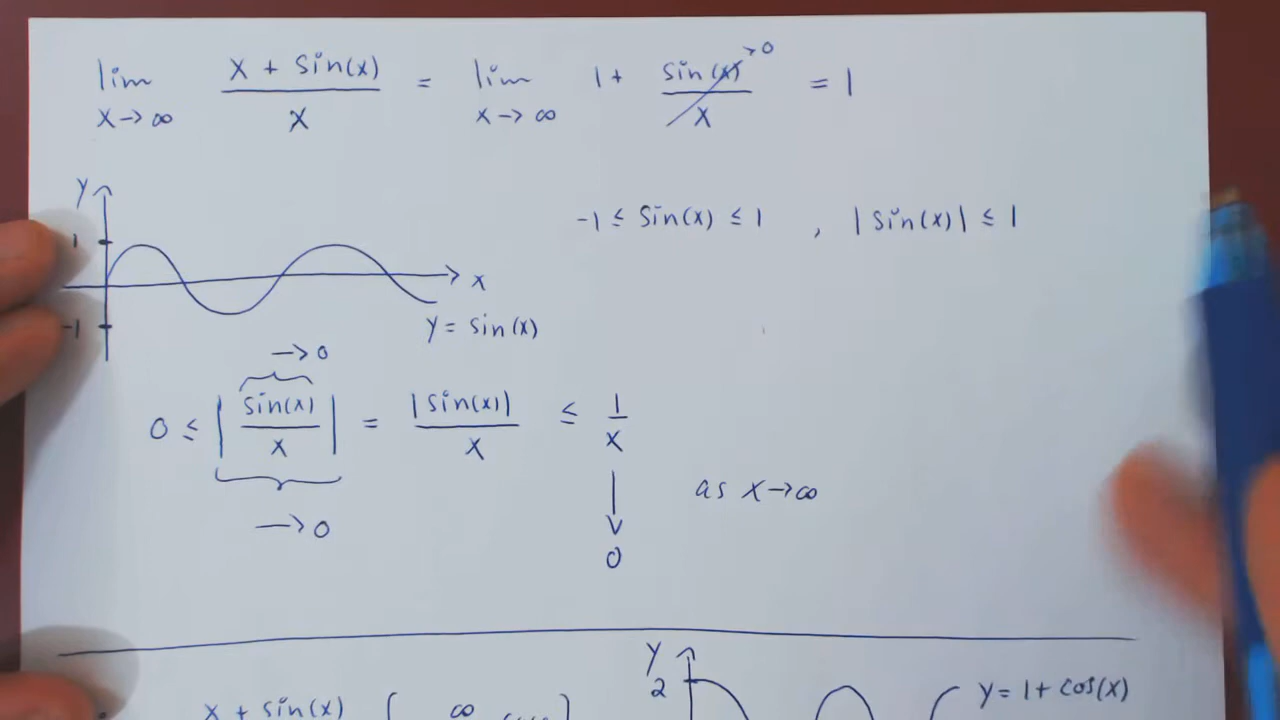 lim x→∞ (x + sin(x))/x = lim x→∞ 1 + sin(x)/x →0 = 1
y
1
-1 ≤ sin(x) ≤ 1 , |sin(x)| ≤ 1
x
-1
y = sin(x)
→ 0
0 ≤ |sin(x)/x| = |sin(x)|/x ≤ 1/x
as x→∞
→ 0
0
y
2
y = 1 + cos(x)
x + sin(x) [ ∞ ]